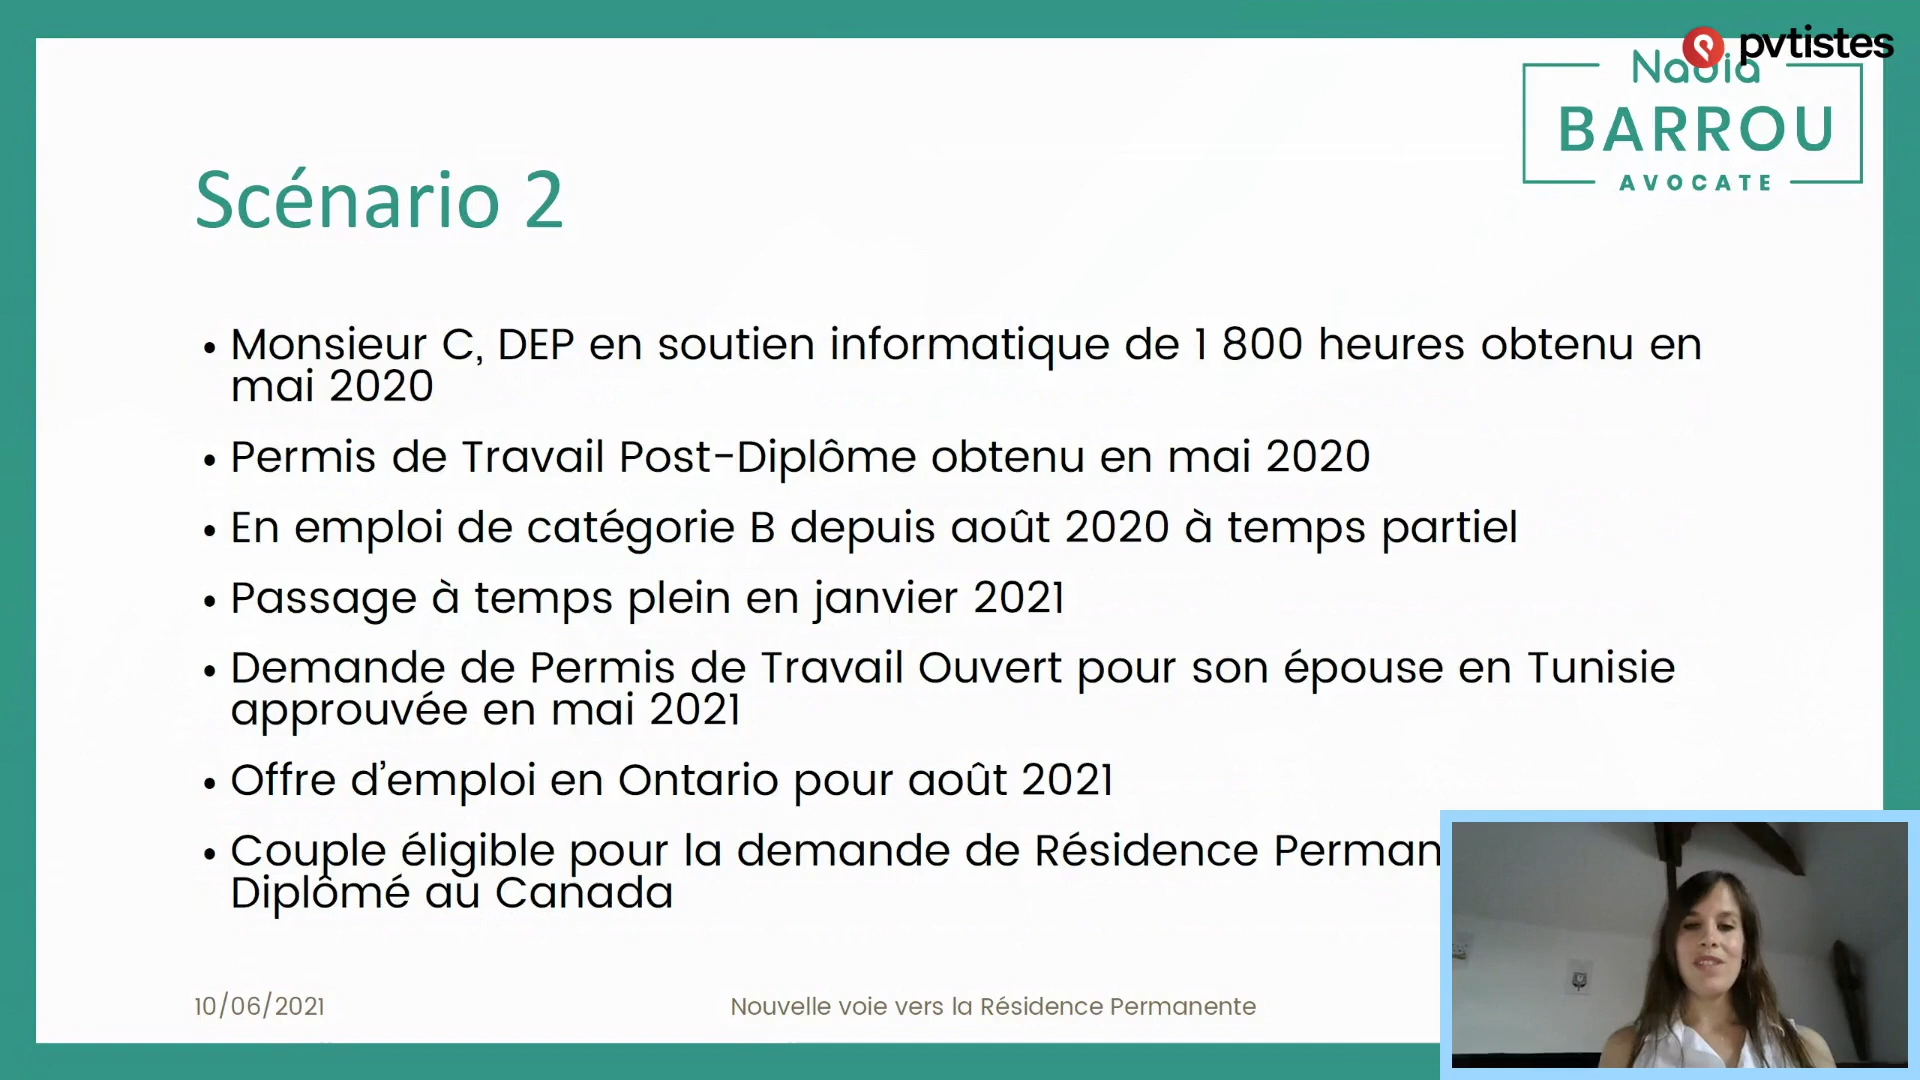 pvtistes
Nadia
BARROU
AVOCATE
Scénario 2
• Monsieur C, DEP en soutien informatique de 1 800 heures obtenu en
mai 2020
• Permis de Travail Post-Diplôme obtenu en mai 2020
• En emploi de catégorie B depuis août 2020 à temps partiel
• Passage à temps plein en janvier 2021
• Demande de Permis de Travail Ouvert pour son épouse en Tunisie
approuvée en mai 2021
• Offre d’emploi en Ontario pour août 2021
• Couple éligible pour la demande de Résidence Perman
Diplômé au Canada
10/06/2021
Nouvelle voie vers la Résidence Permanente